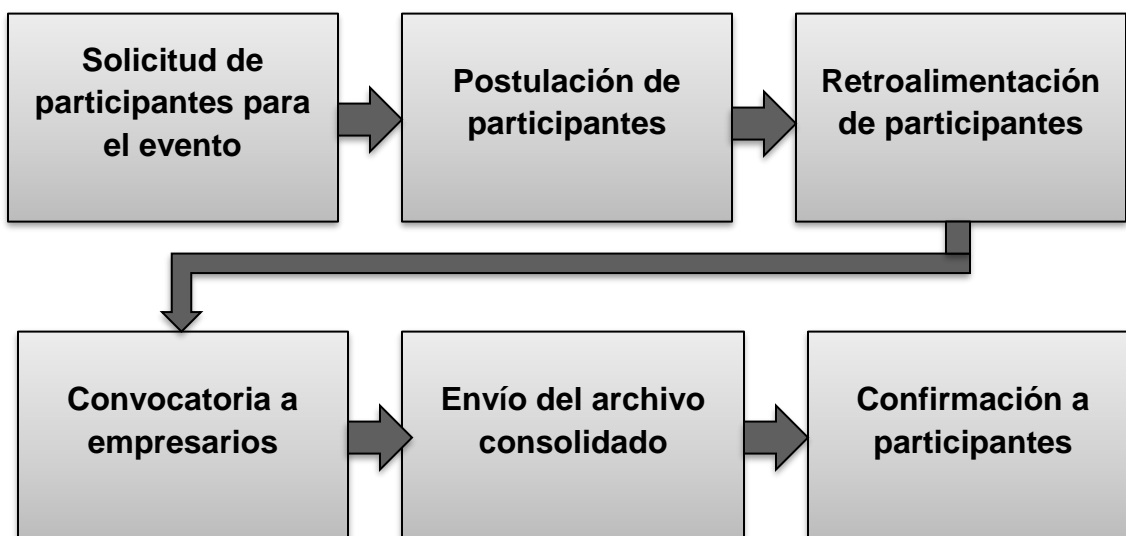 Solicitud de
participantes para
el evento
Postulación de
participantes
Retroalimentación
de participantes
Convocatoria a
empresarios
Envío del archivo
consolidado
Confirmación a
participantes